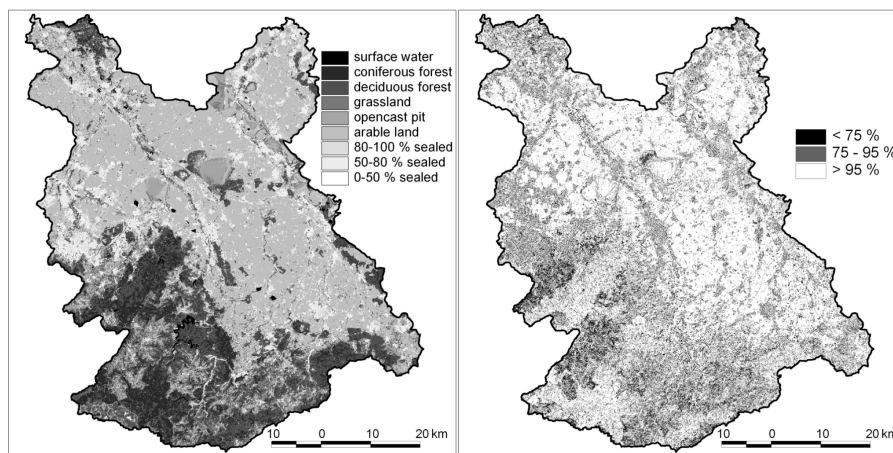 surface water
coniferous forest
deciduous forest
grassland
opencast pit
arable land
80-100 % sealed
50-80 % sealed
0-50 % sealed
10 0 10 20 km
< 75 %
75 - 95 %
> 95 %
10 0 10 20 km